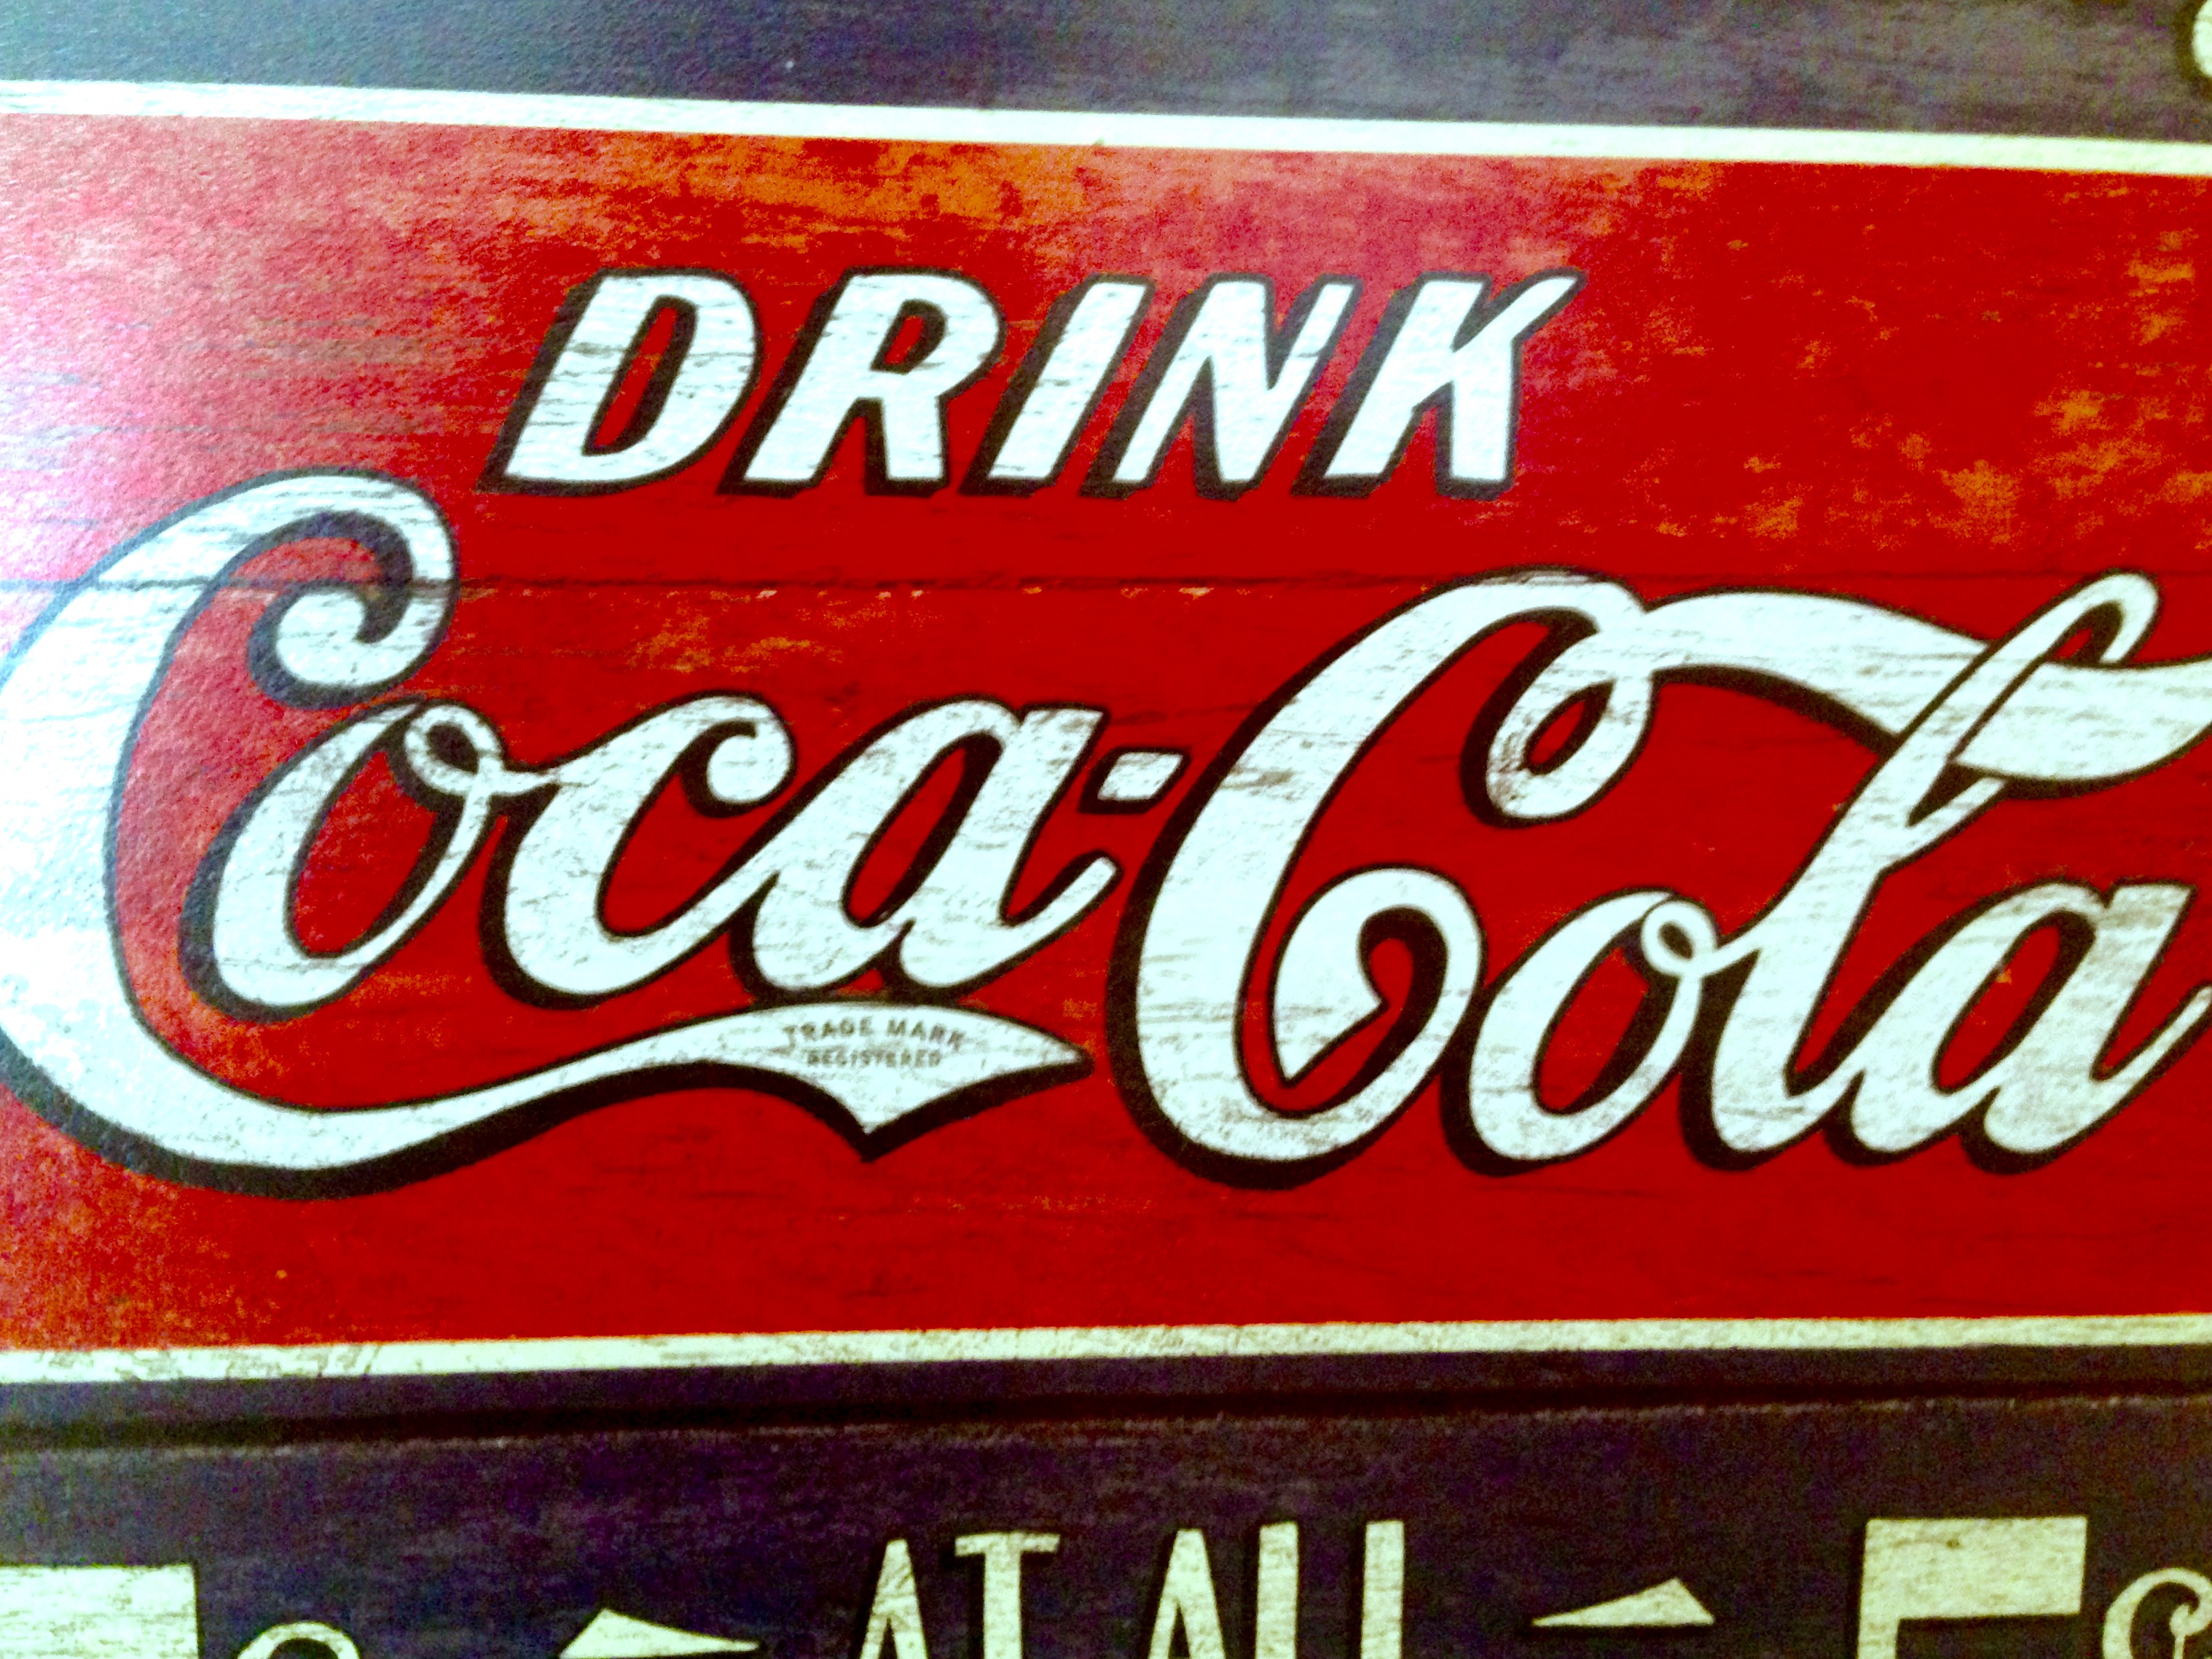 DRINK
Coca-Cola
TRADE MARK
REGISTERED
AT ALL